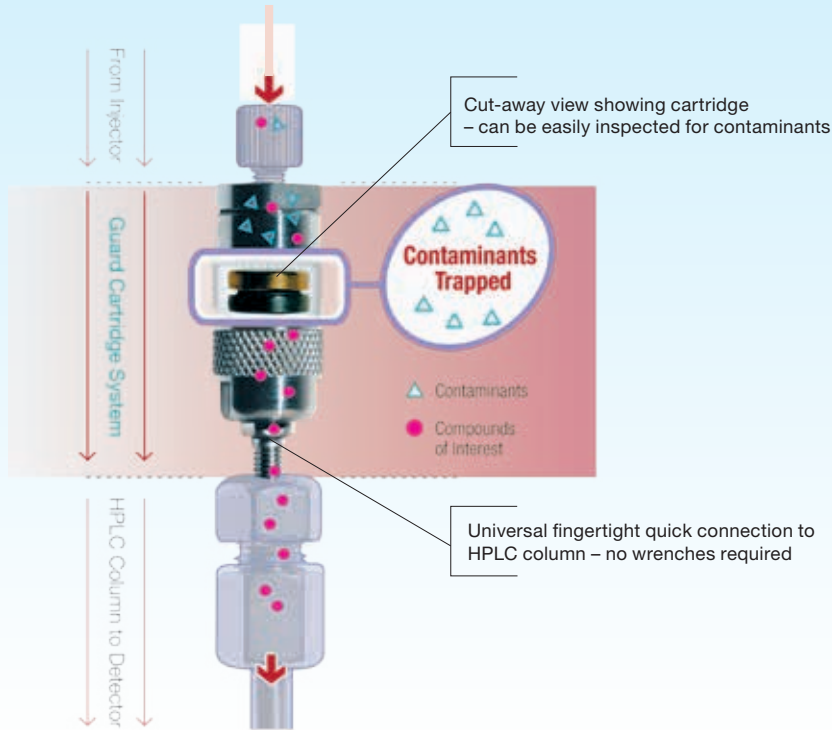 From Injector
Cut-away view showing cartridge
– can be easily inspected for contaminants
Guard Cartridge System
Contaminants
Trapped
Contaminants
Compounds
of Interest
Universal fingertight quick connection to
HPLC column – no wrenches required
HPLC Column to Detector